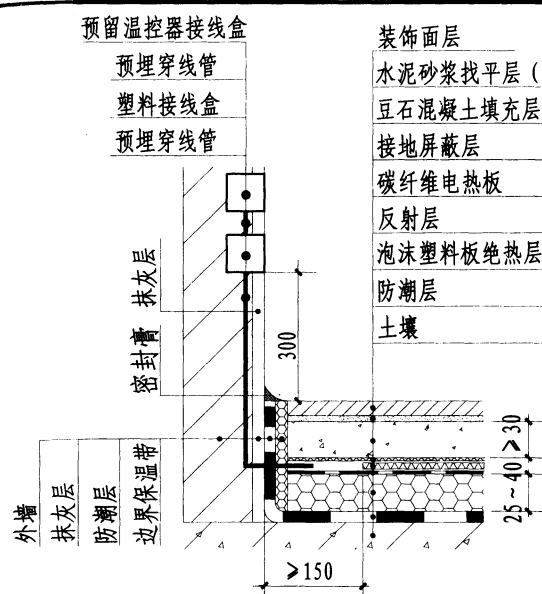 预留温控器接线盒
预埋穿线管
塑料接线盒
预埋穿线管
装饰面层
水泥砂浆找平层(
豆石混凝土填充层
接地屏蔽层
碳纤维电热板
反射层
泡沫塑料板绝热层
防潮层
土壤
抹灰层
密封膏
300
外墙
抹灰层
防潮层
边界保温带
≥30
25~40
≥150